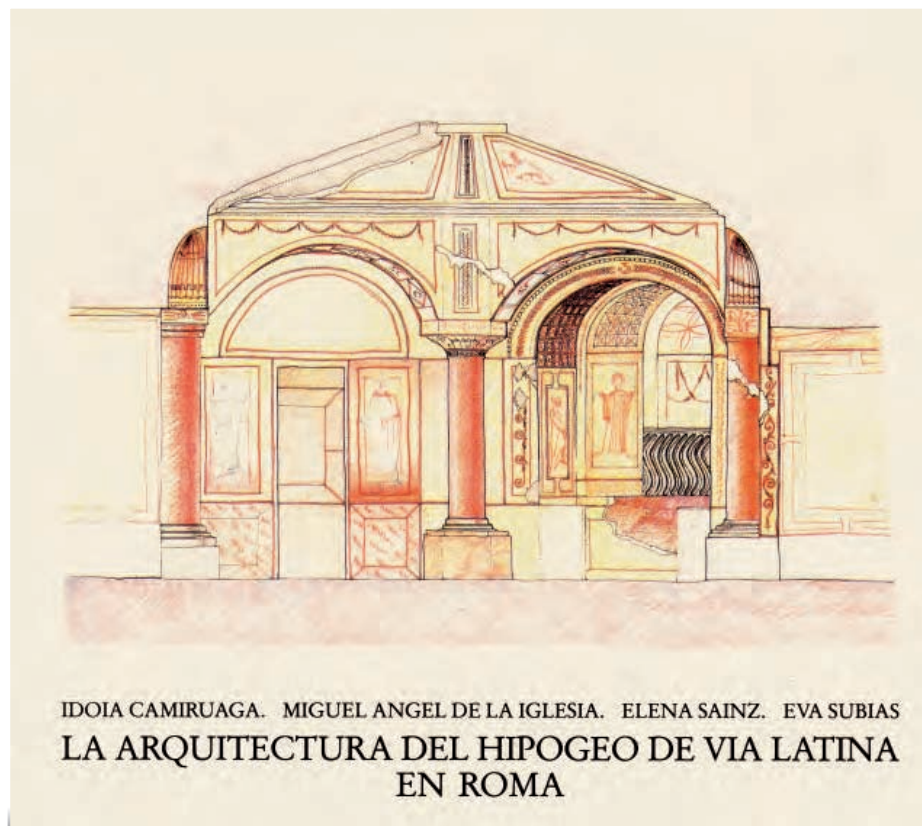 IDOIA CAMIRUAGA. MIGUEL ANGEL DE LA IGLESIA. ELENA SAINZ. EVA SUBIAS
LA ARQUITECTURA DEL HIPOGEO DE VIA LATINA
EN ROMA